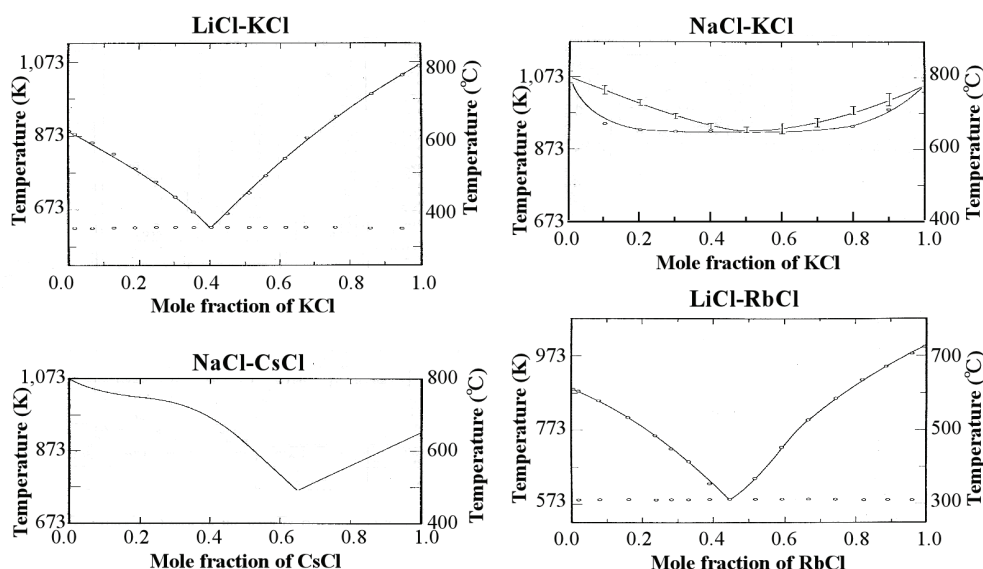 LiCl-KCl
Temperature (K)
1,073
873
673
800
600
400
Temperature (℃)
0.0 0.2 0.4 0.6 0.8 1.0
Mole fraction of KCl
NaCl-KCl
Temperature (K)
1,073
873
673
800
600
400
Temperature (℃)
0.0 0.2 0.4 0.6 0.8 1.0
Mole fraction of KCl
NaCl-CsCl
Temperature (K)
1,073
873
673
800
600
400
Temperature (℃)
0.0 0.2 0.4 0.6 0.8 1.0
Mole fraction of CsCl
LiCl-RbCl
Temperature (K)
973
773
573
700
500
300
Temperature (℃)
0.0 0.2 0.4 0.6 0.8 1.0
Mole fraction of RbCl